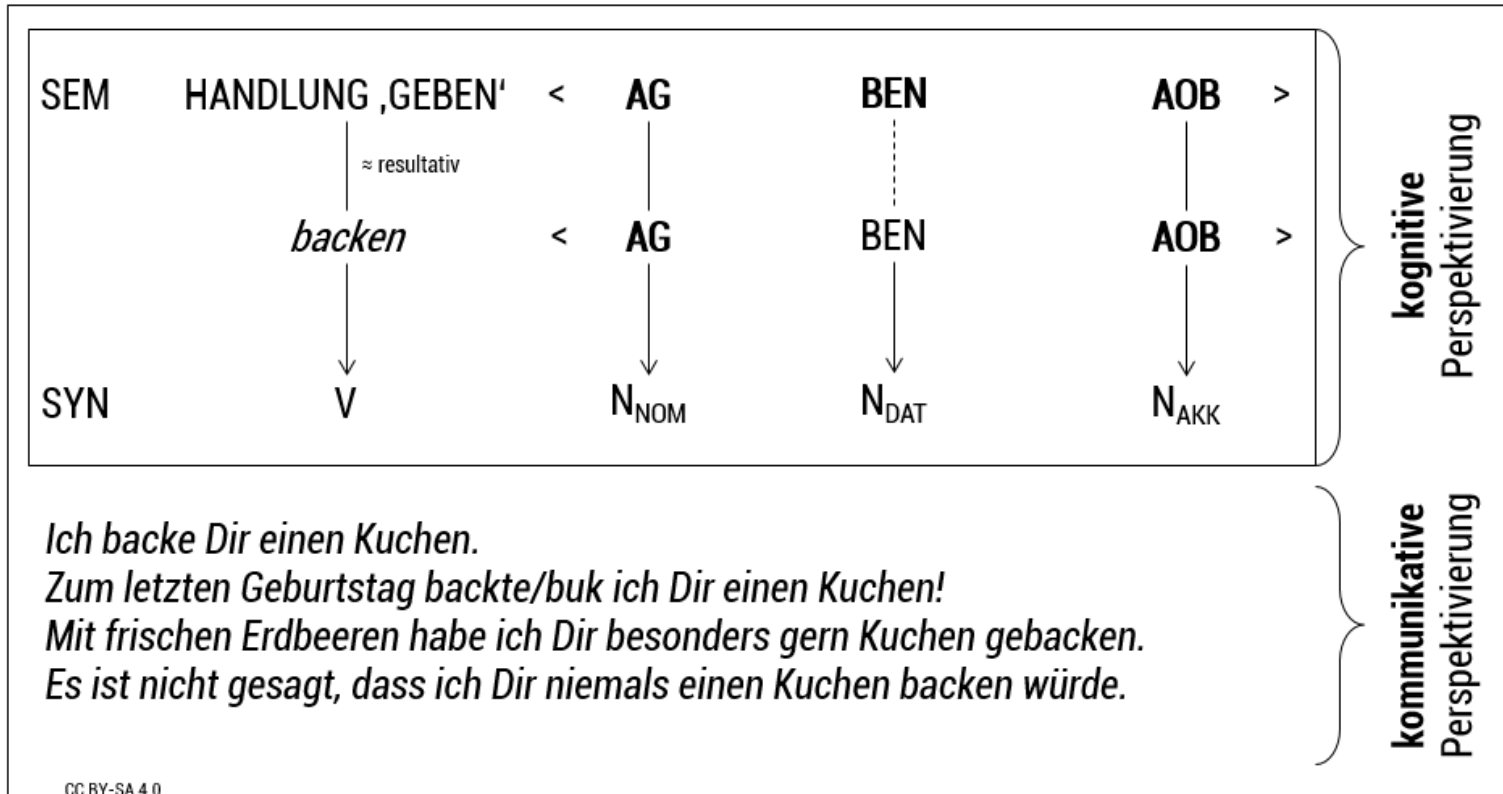 SEM HANDLUNG ‚GEBEN‘ < AG BEN AOB >
≈ resultativ
backen < AG BEN AOB >
SYN V N_NOM N_DAT N_AKK
kognitive
Perspektivierung
Ich backe Dir einen Kuchen.
Zum letzten Geburtstag backte/buk ich Dir einen Kuchen!
Mit frischen Erdbeeren habe ich Dir besonders gern Kuchen gebacken.
Es ist nicht gesagt, dass ich Dir niemals einen Kuchen backen würde.
kommunikative
Perspektivierung
CC BY-SA 4.0